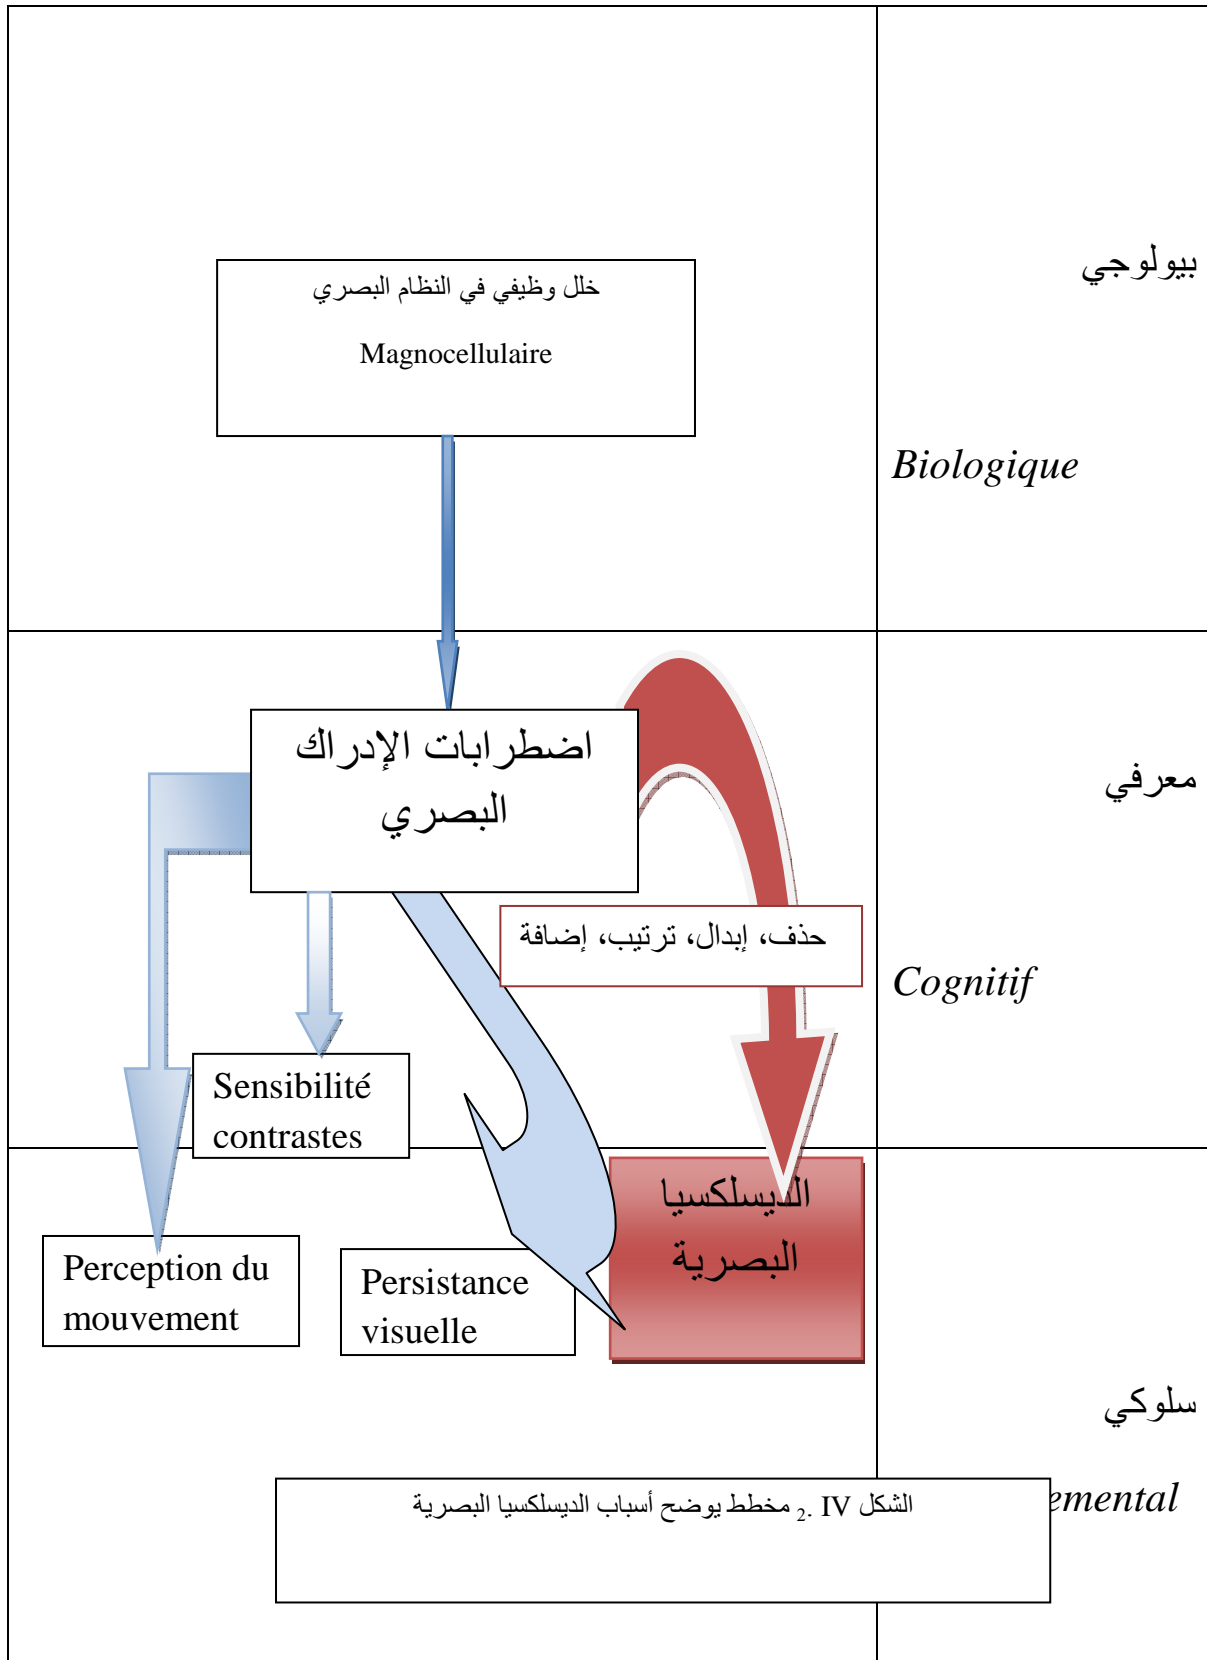 بيولوجي
خلل وظيفي في النظام البصري
Magnocellulaire
Biologique
اضطرابات الإدراك
البصري
معرفي
حذف، إبدال، ترتيب، إضافة
Cognitif
Sensibilité
contrastes
الديسلكسيا
البصرية
Perception du
mouvement
Persistance
visuelle
سلوكي
الشكل IV .2 مخطط يوضح أسباب الديسلكسيا البصرية
emental